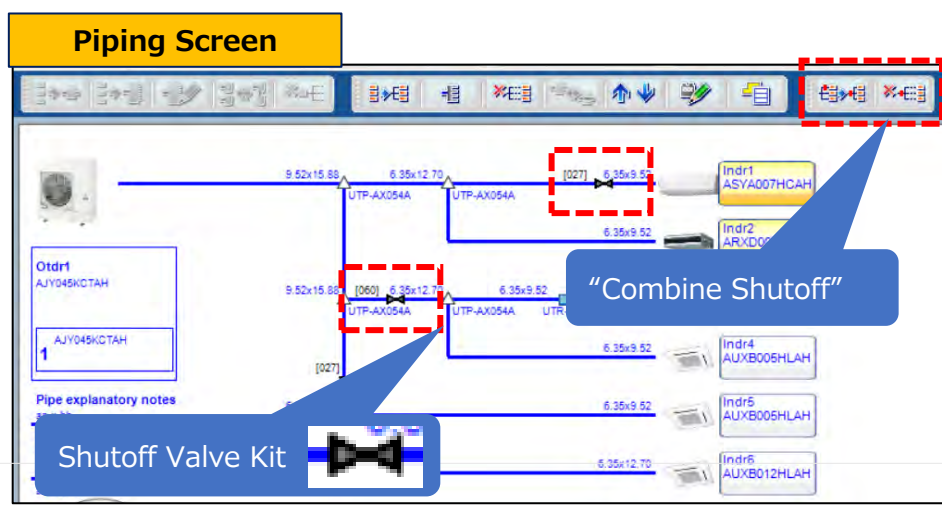 Piping Screen
9.52x15.88
6.35x12.70
[027]
6.35x9.52
UTP-AX054A
UTP-AX054A
Indr1
ASYA007HCAH
6.35x9.52
Indr2
Otdr1
AJY045KCTAH
AJY045KCTAH
1
9.52x15.88
[060]
6.35x12.70
6.35x9.52
UTP-AX054A
UTP-AX054A
“Combine Shutoff”
6.35x9.52
Indr4
AUXB005HLAH
[027]
Pipe explanatory notes
6.35x9.52
Indr5
AUXB005HLAH
Shutoff Valve Kit
6.35x12.70
Indr6
AUXB012HLAH